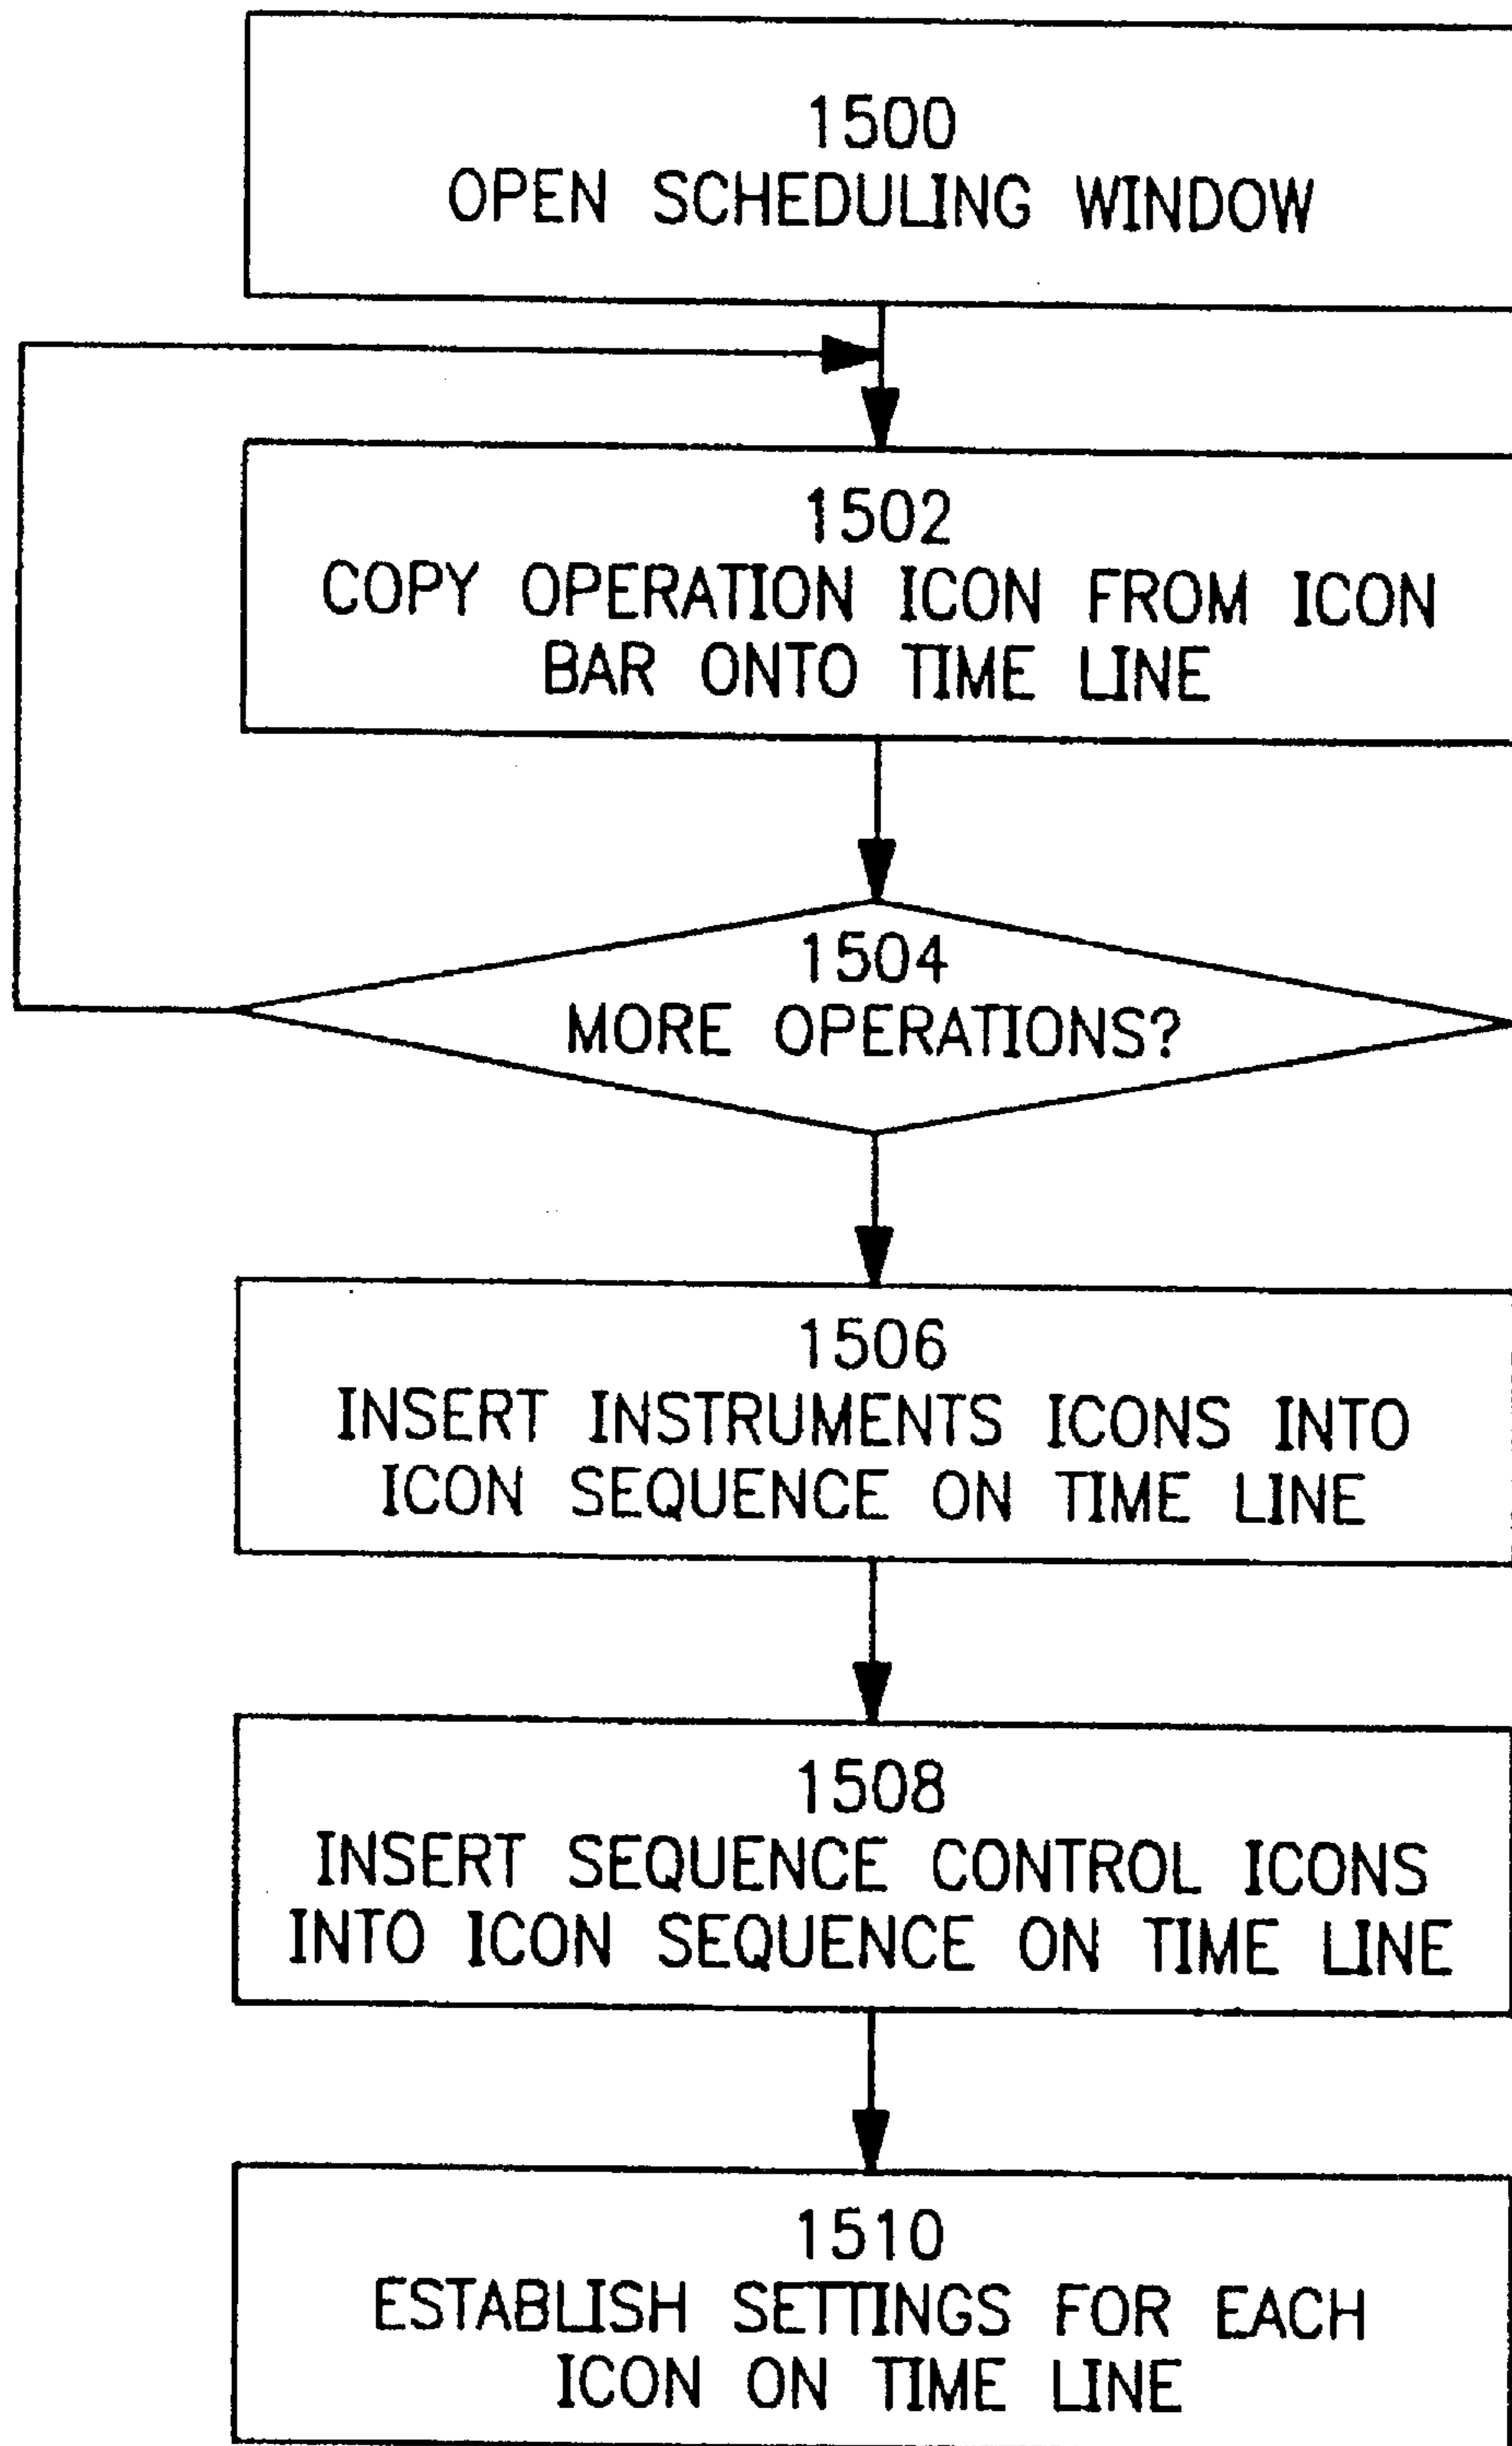 1500
OPEN SCHEDULING WINDOW
1502
COPY OPERATION ICON FROM ICON
BAR ONTO TIME LINE
1504
MORE OPERATIONS?
1506
INSERT INSTRUMENTS ICONS INTO
ICON SEQUENCE ON TIME LINE
1508
INSERT SEQUENCE CONTROL ICONS
INTO ICON SEQUENCE ON TIME LINE
1510
ESTABLISH SETTINGS FOR EACH
ICON ON TIME LINE